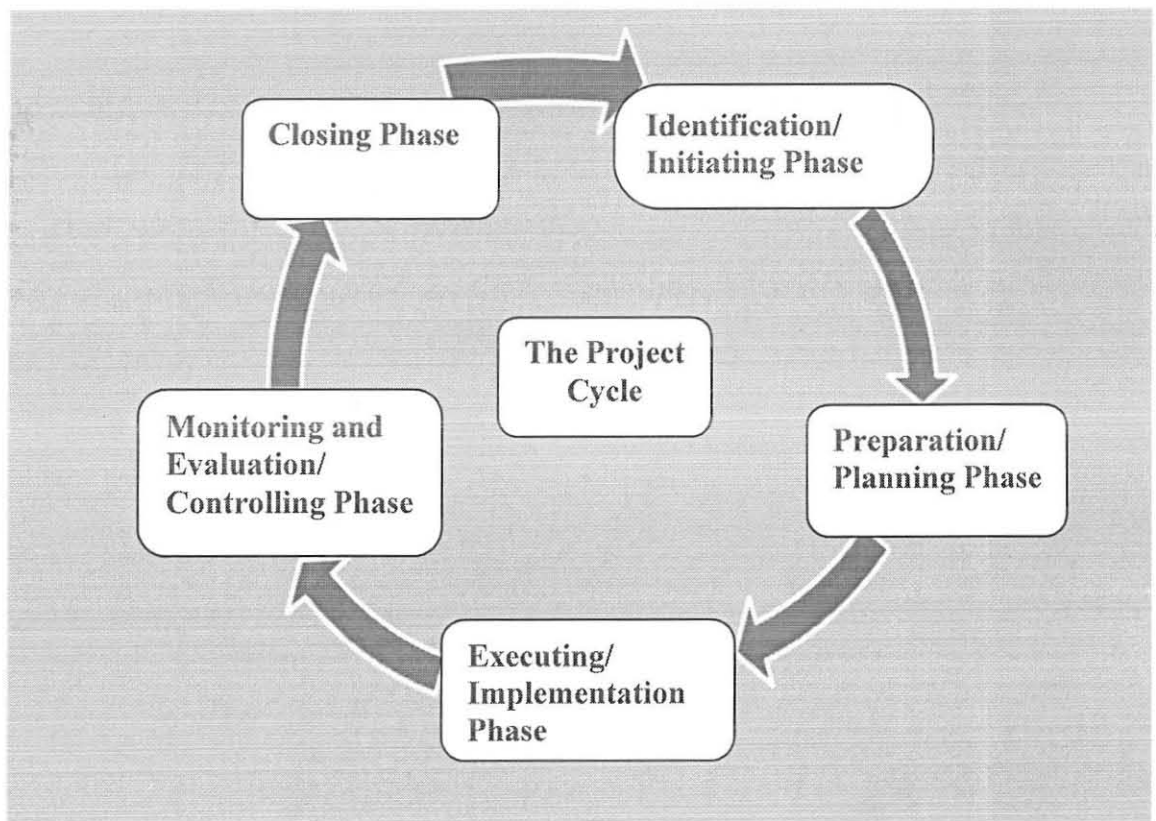 Closing Phase
Identification/
Initiating Phase
The Project
Cycle
Preparation/
Planning Phase
Executing/
Implementation
Phase
Monitoring and
Evaluation/
Controlling Phase